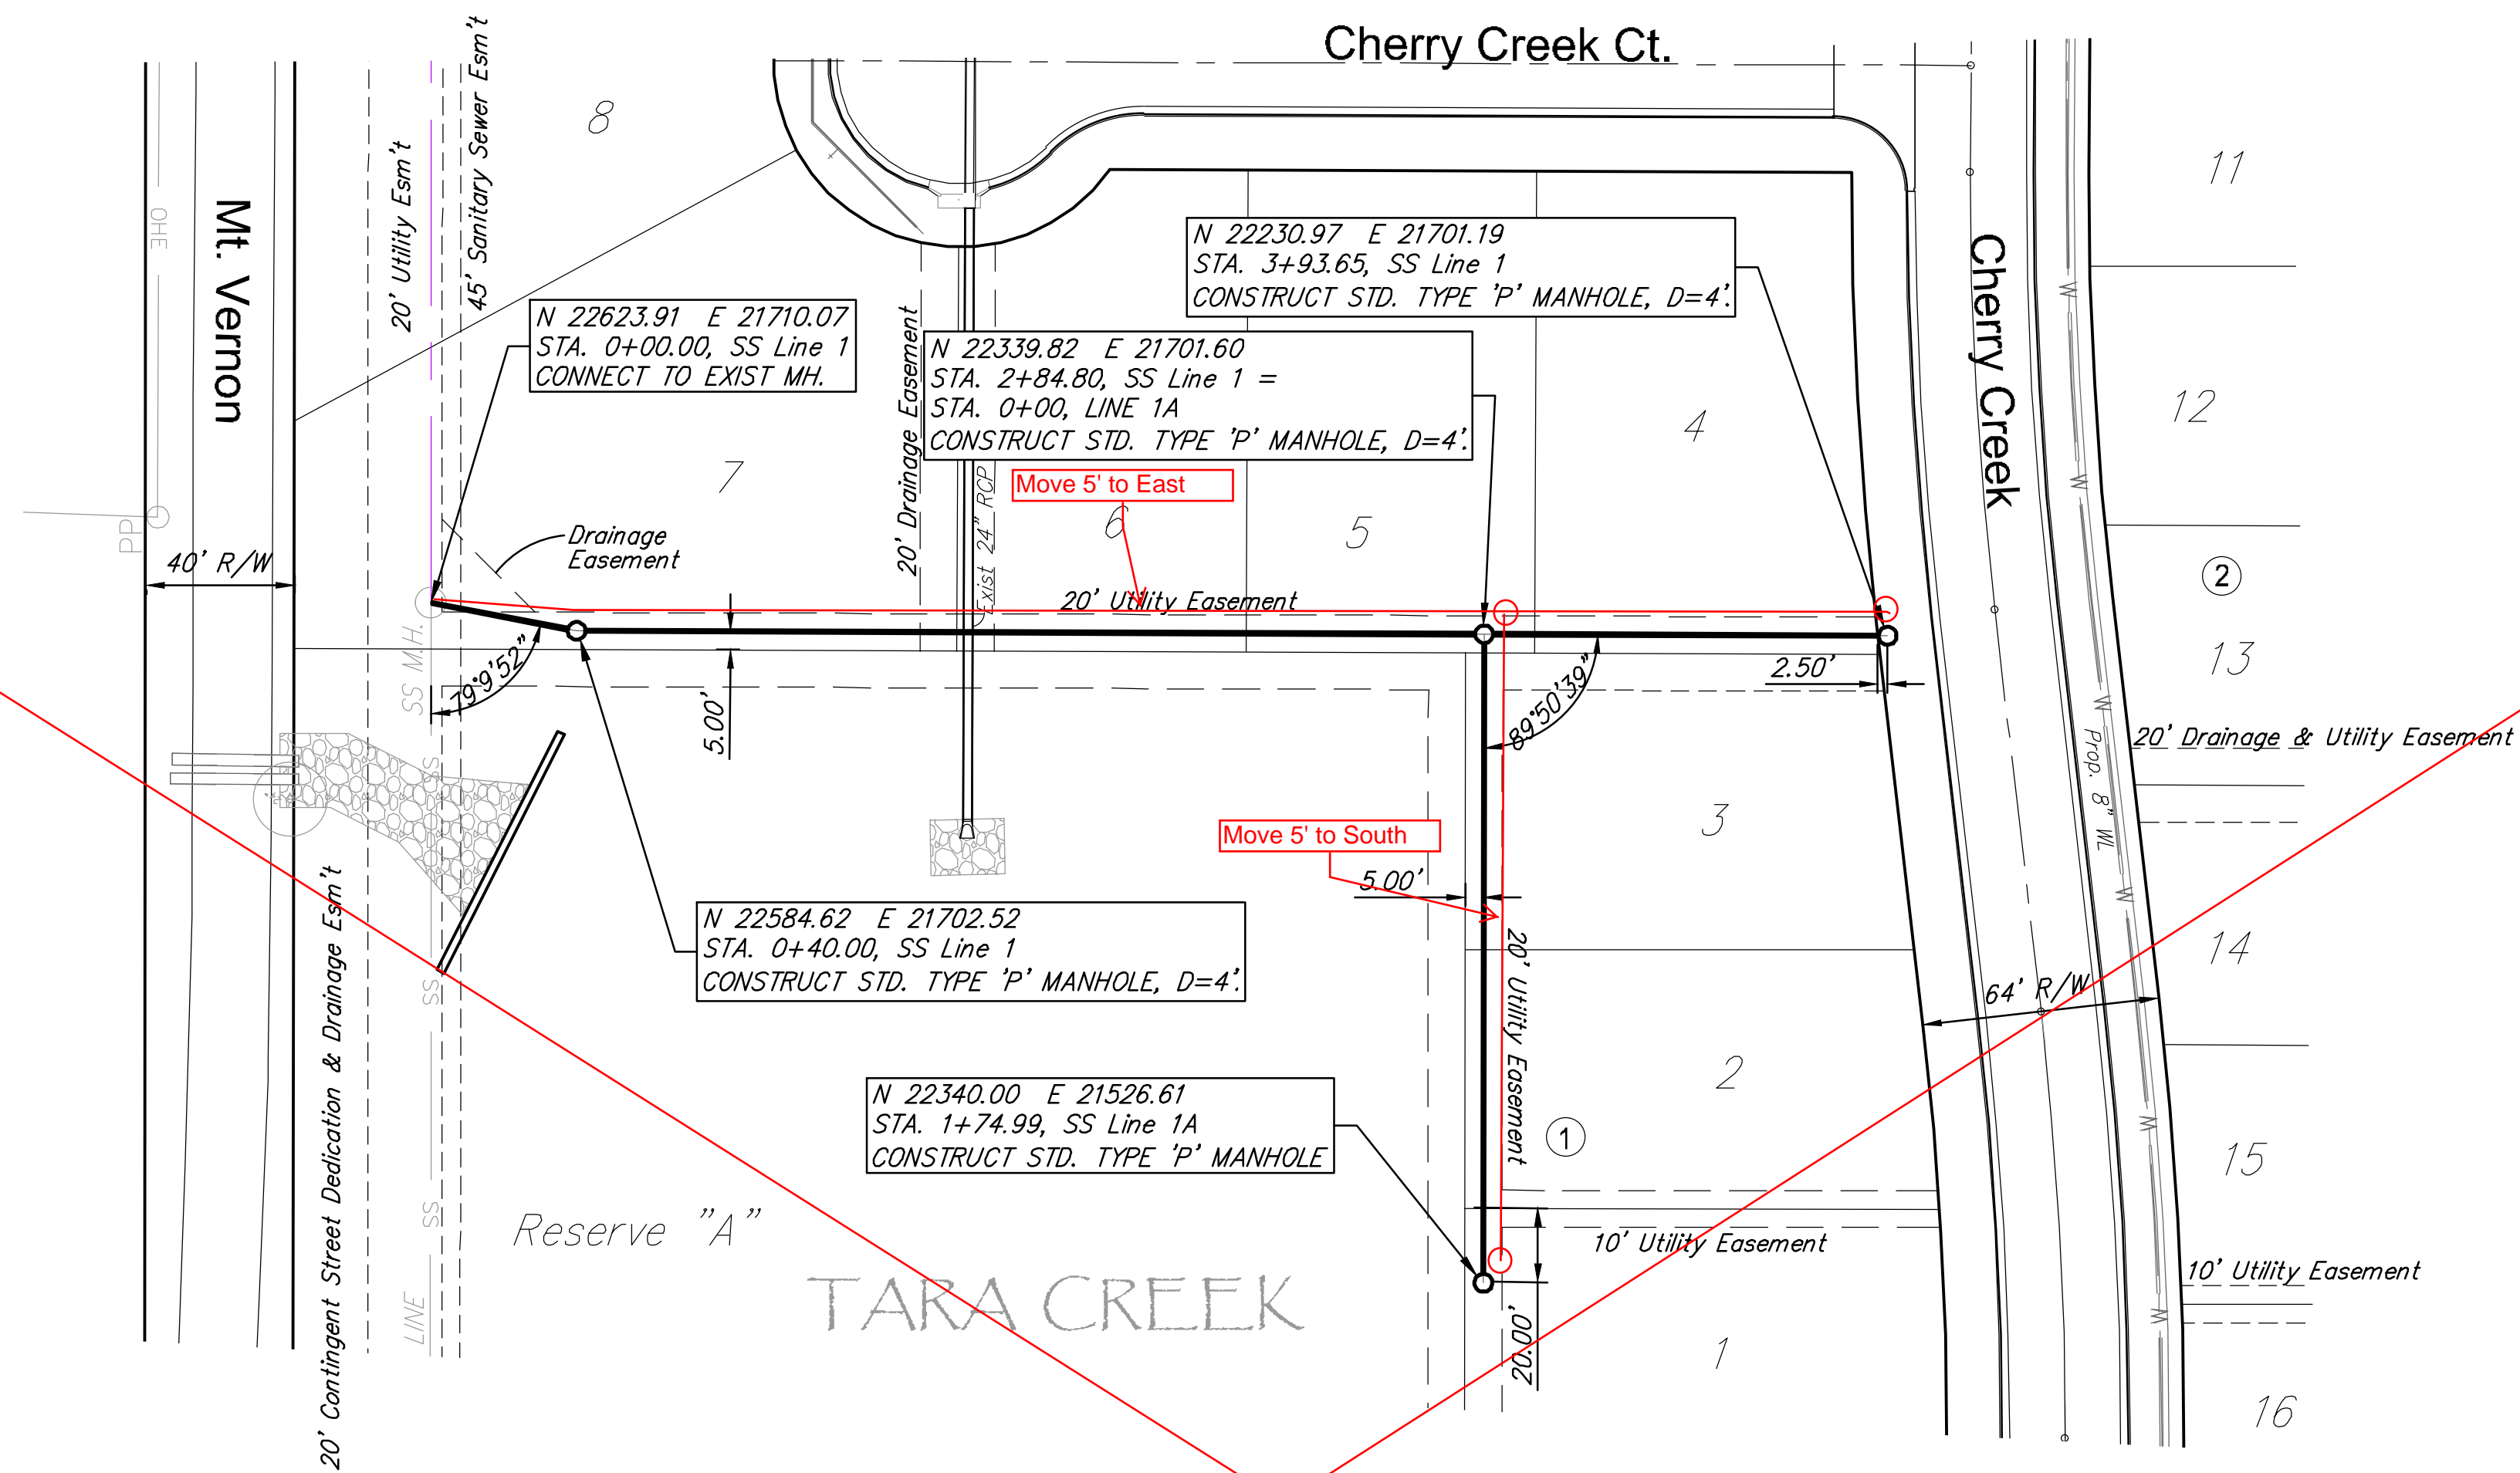 Cherry Creek Ct.
20' Utility Esm't
45' Sanitary Sewer Esm't
8
11
OHE
Mt. Vernon
N 22230.97 E 21701.19
STA. 3+93.65, SS Line 1
CONSTRUCT STD. TYPE 'P' MANHOLE, D=4'.
Cherry Creek
W
N 22623.91 E 21710.07
STA. 0+00.00, SS Line 1
CONNECT TO EXIST MH.
20' Drainage Easement
N 22339.82 E 21701.60
STA. 2+84.80, SS Line 1 =
STA. 0+00, LINE 1A
CONSTRUCT STD. TYPE 'P' MANHOLE, D=4'.
4
12
7
Exist 24" RCP
Move 5' to East
6
5
W
PP
40' R/W
Drainage
Easement
2
20' Utility Easement
SS M.H.
79°9'52"
5.00'
89°50'39"
2.50'
13
W
20' Drainage & Utility Easement
Prop. 8" WL
SS
3
Move 5' to South
5.00'
W
N 22584.62 E 21702.52
STA. 0+40.00, SS Line 1
CONSTRUCT STD. TYPE 'P' MANHOLE, D=4'.
20' Utility Easement
14
64' R/W
SS
20' Contingent Street Dedication & Drainage Esm't
N 22340.00 E 21526.61
STA. 1+74.99, SS Line 1A
CONSTRUCT STD. TYPE 'P' MANHOLE
1
2
W
15
SS
Reserve "A"
10' Utility Easement
10' Utility Easement
LINE
TARA CREEK
20.00'
W
1
16